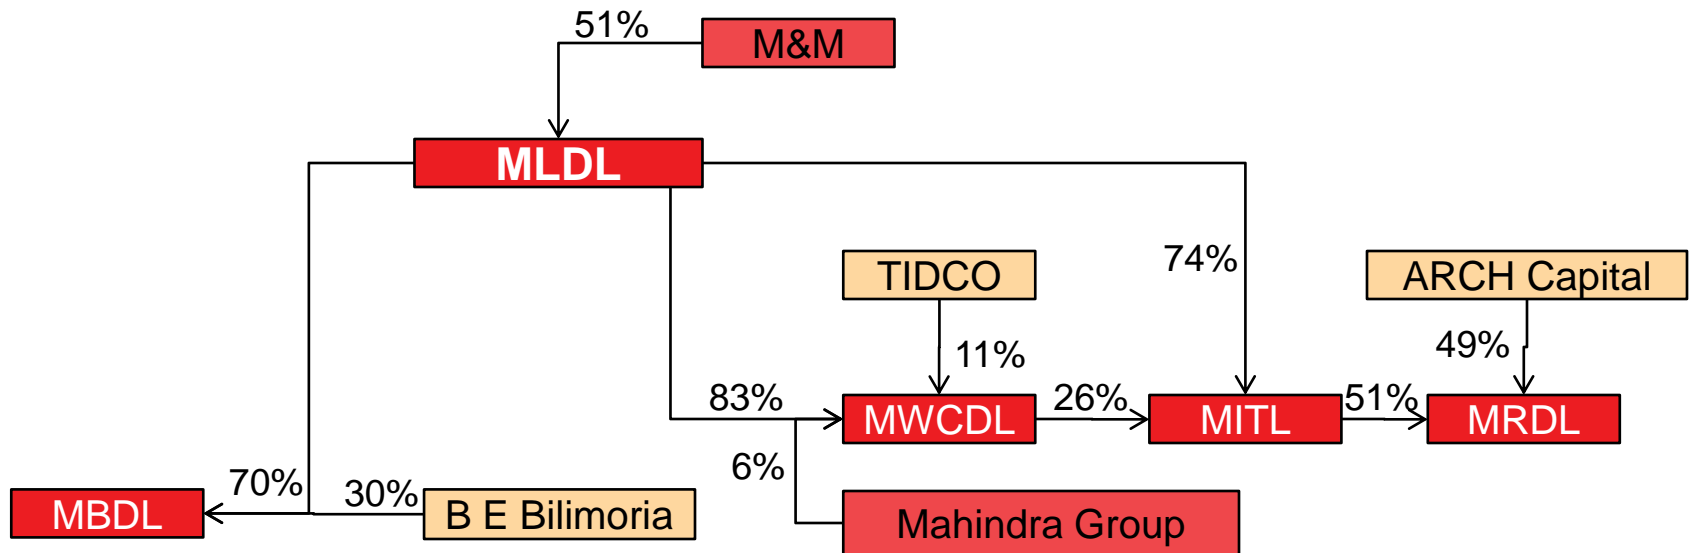 51%
M&M
MLDL
TIDCO
74%
ARCH Capital
11%
49%
83%
MWCDL
26%
MITL
51%
MRDL
6%
MBDL
70%
30%
B E Bilimoria
Mahindra Group